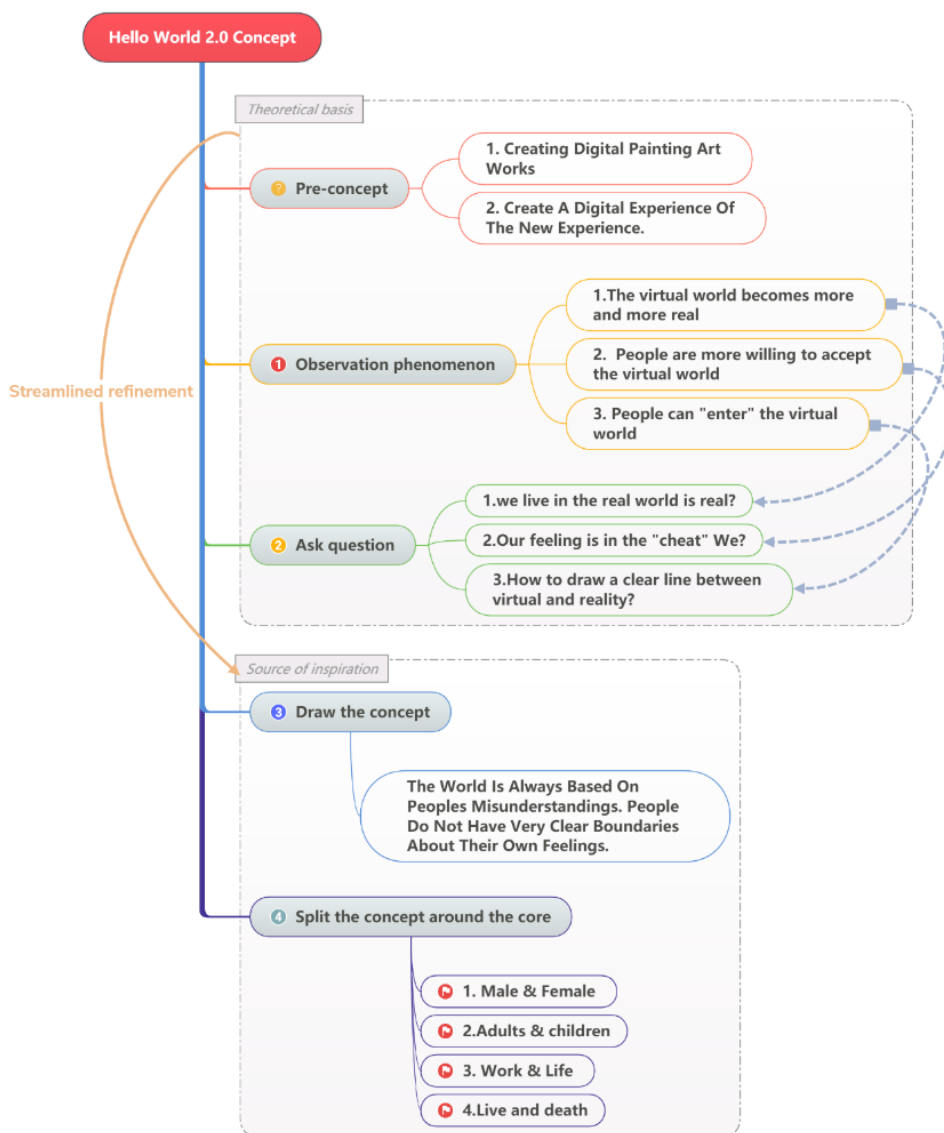 Hello World 2.0 Concept
Theoretical basis
? Pre-concept
1. Creating Digital Painting Art
Works
2. Create A Digital Experience Of
The New Experience.
1 Observation phenomenon
1.The virtual world becomes more
and more real
2. People are more willing to accept
the virtual world
3. People can "enter" the virtual
world
Streamlined refinement
2 Ask question
1.we live in the real world is real?
2.Our feeling is in the "cheat" We?
3.How to draw a clear line between
virtual and reality?
Source of inspiration
3 Draw the concept
The World Is Always Based On
Peoples Misunderstandings. People
Do Not Have Very Clear Boundaries
About Their Own Feelings.
4 Split the concept around the core
1. Male & Female
2.Adults & children
3. Work & Life
4.Live and death